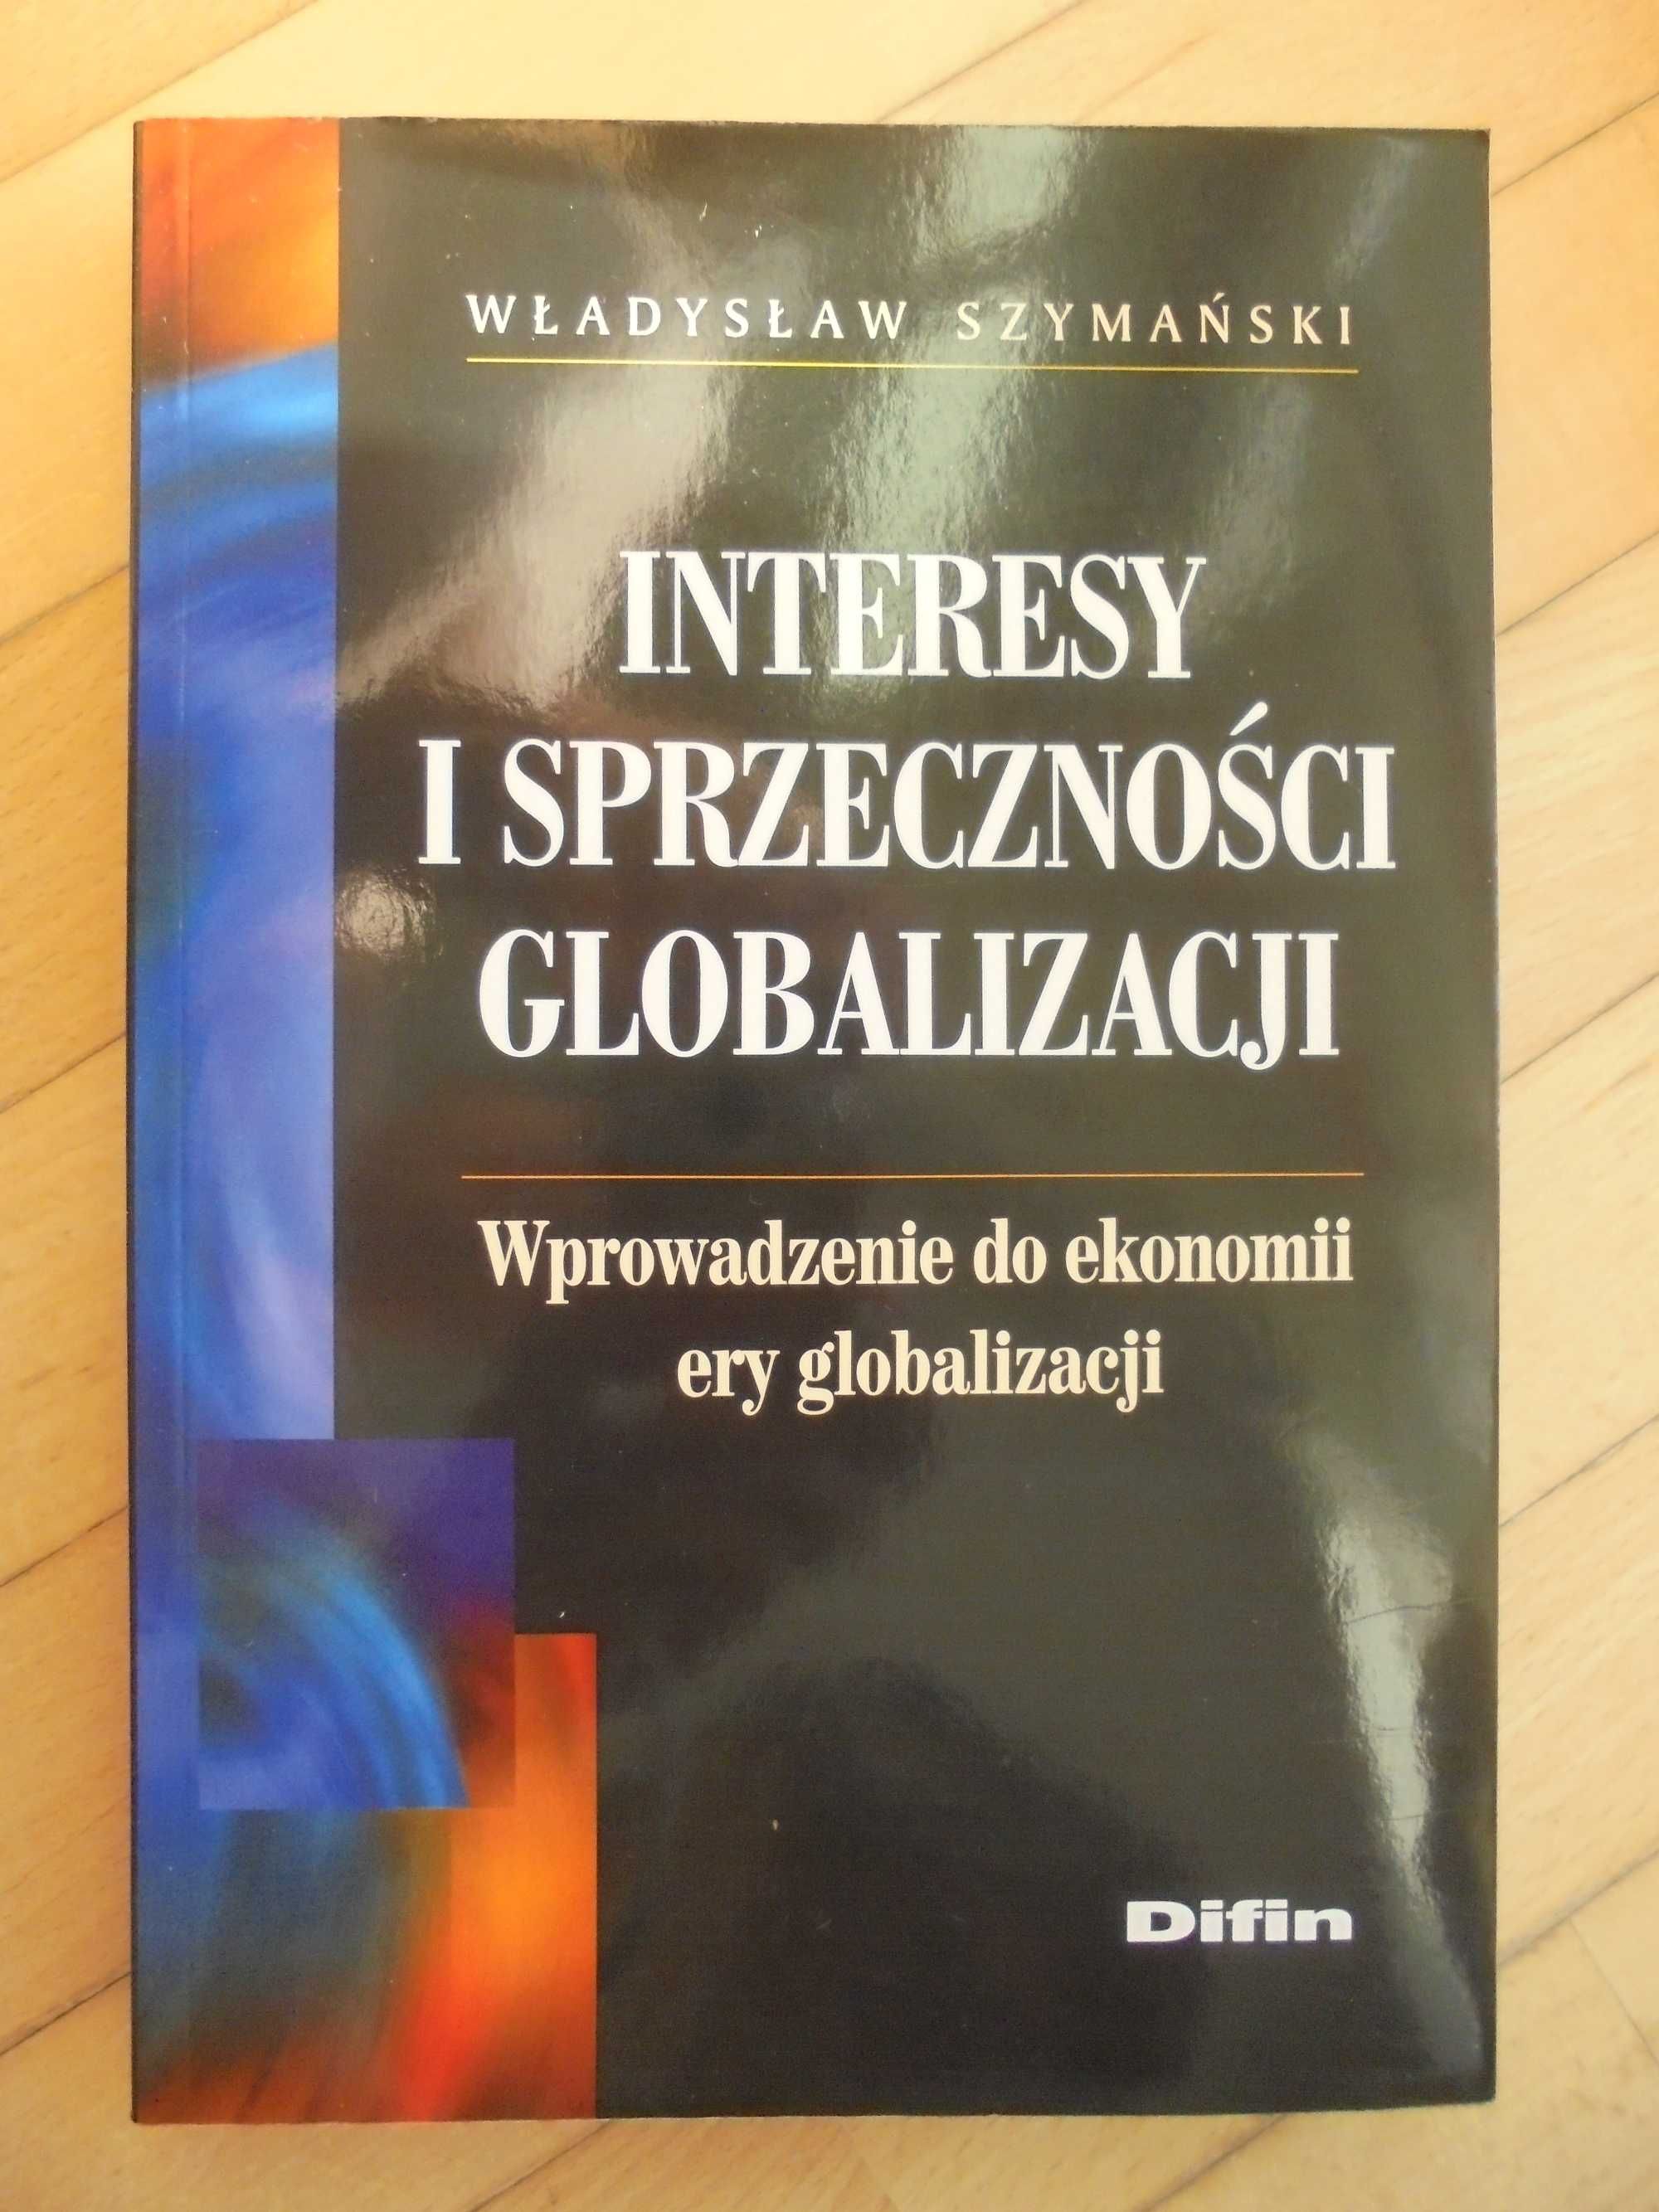 WŁADYSŁAW SZYMAŃSKI
INTERESY
I SPRZECZNOŚCI
GLOBALIZACJI
Wprowadzenie do ekonomii
ery globalizacji
Difin